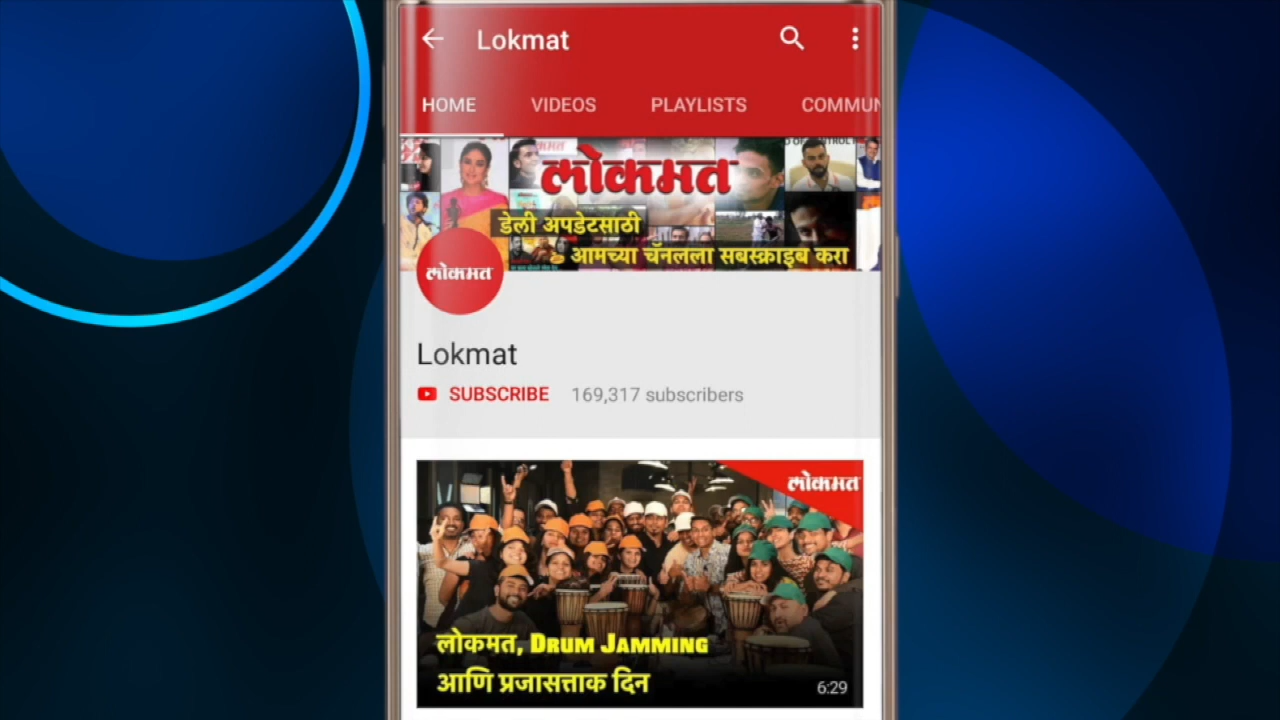 Lokmat
HOME VIDEOS PLAYLISTS COMMUN
लोकमत
डेली अपडेटसाठी
आमच्या चॅनलला सबस्क्राइब करा
लोकमत
Lokmat
SUBSCRIBE 169,317 subscribers
लोकमत
लोकमत, DRUM JAMMING
आणि प्रजासत्ताक दिन
6:29